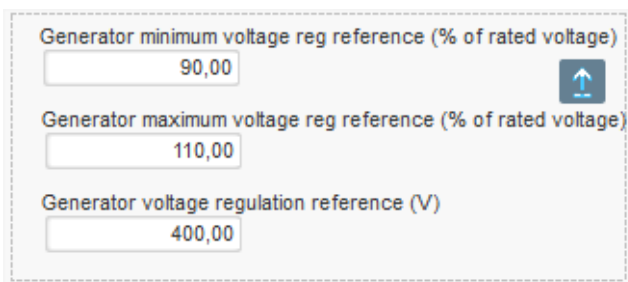 Generator minimum voltage reg reference (% of rated voltage)
90,00
Generator maximum voltage reg reference (% of rated voltage)
110,00
Generator voltage regulation reference (V)
400,00